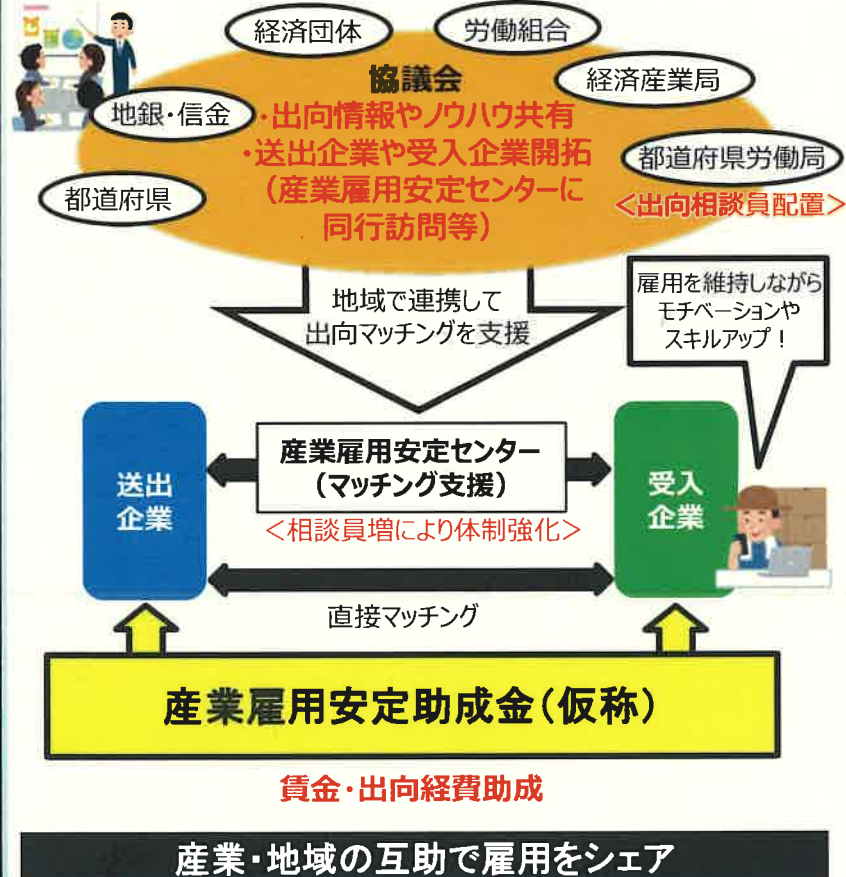 経済団体
労働組合
協議会
経済産業局
地銀・信金
・出向情報やノウハウ共有
・送出企業や受入企業開拓
都道府県労働局
都道府県
（産業雇用安定センターに
＜出向相談員配置＞
同行訪問等）
地域で連携して
出向マッチングを支援
雇用を維持しながら
モチベーションや
スキルアップ！
送出
企業
産業雇用安定センター
（マッチング支援）
＜相談員増により体制強化＞
受入
企業
直接マッチング
産業雇用安定助成金（仮称）
賃金・出向経費助成
産業・地域の互助で雇用をシェア